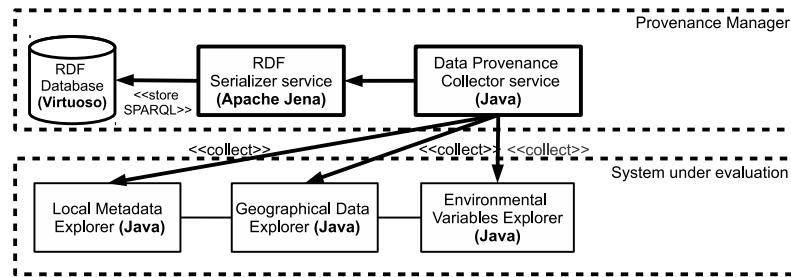 Provenance Manager
RDF
Database
(Virtuoso)
<<store
SPARQL>>
RDF
Serializer service
(Apache Jena)
Data Provenance
Collector service
(Java)
<<collect>>
<<collect>>
<<collect>>
System under evaluation
Local Metadata
Explorer (Java)
Geographical Data
Explorer (Java)
Environmental
Variables Explorer
(Java)